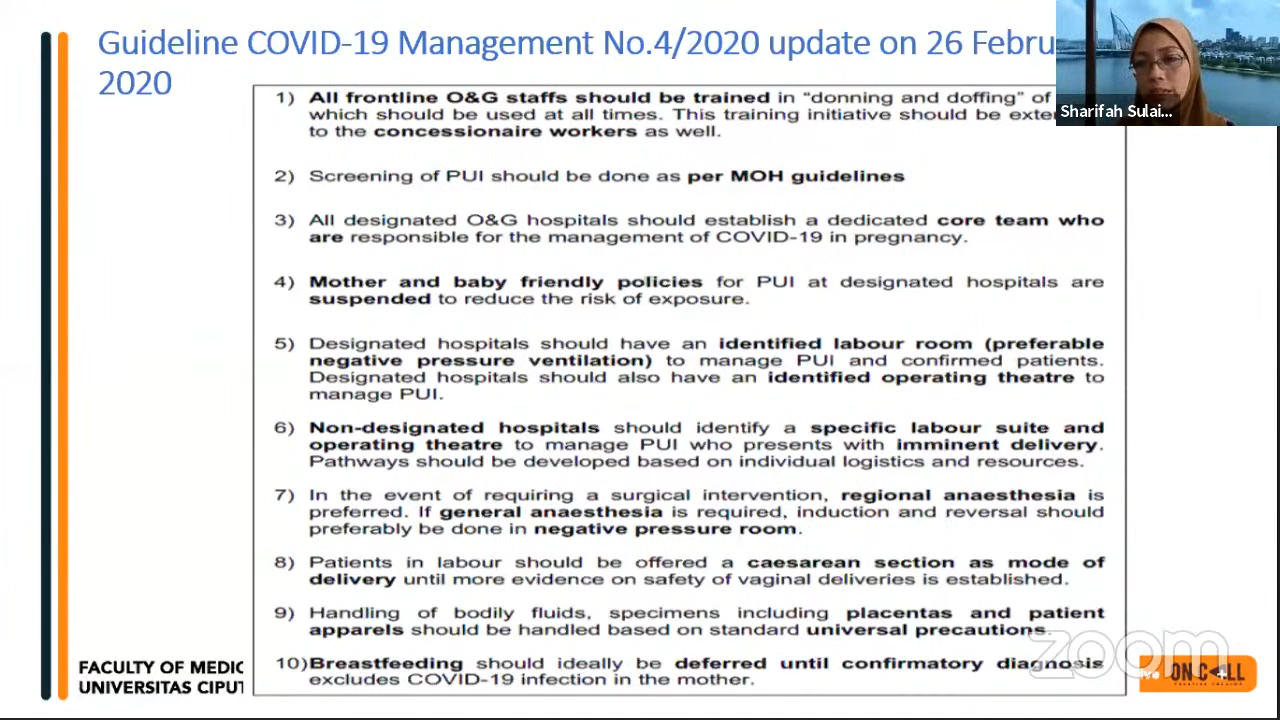 Guideline COVID-19 Management No.4/2020 update on 26 Febru
2020
Sharifah Sulai...
1) All frontline O&G staffs should be trained in “donning and doffing” of
which should be used at all times. This training initiative should be exten
to the concessionaire workers as well.
2) Screening of PUI should be done as per MOH guidelines
3) All designated O&G hospitals should establish a dedicated core team who
are responsible for the management of COVID-19 in pregnancy.
4) Mother and baby friendly policies for PUI at designated hospitals are
suspended to reduce the risk of exposure.
5) Designated hospitals should have an identified labour room (preferable
negative pressure ventilation) to manage PUI and confirmed patients.
Designated hospitals should also have an identified operating theatre to
manage PUI.
6) Non-designated hospitals should identify a specific labour suite and
operating theatre to manage PUI who presents with imminent delivery.
Pathways should be developed based on individual logistics and resources.
7) In the event of requiring a surgical intervention, regional anaesthesia is
preferred. If general anaesthesia is required, induction and reversal should
preferably be done in negative pressure room.
8) Patients in labour should be offered a caesarean section as mode of
delivery until more evidence on safety of vaginal deliveries is established.
9) Handling of bodily fluids, specimens including placentas and patient
apparels should be handled based on standard universal precautions.
10)Breastfeeding should ideally be deferred until confirmatory diagnosis
excludes COVID-19 infection in the mother.
FACULTY OF MEDIC
UNIVERSITAS CIPUT
zoom
ON CALL